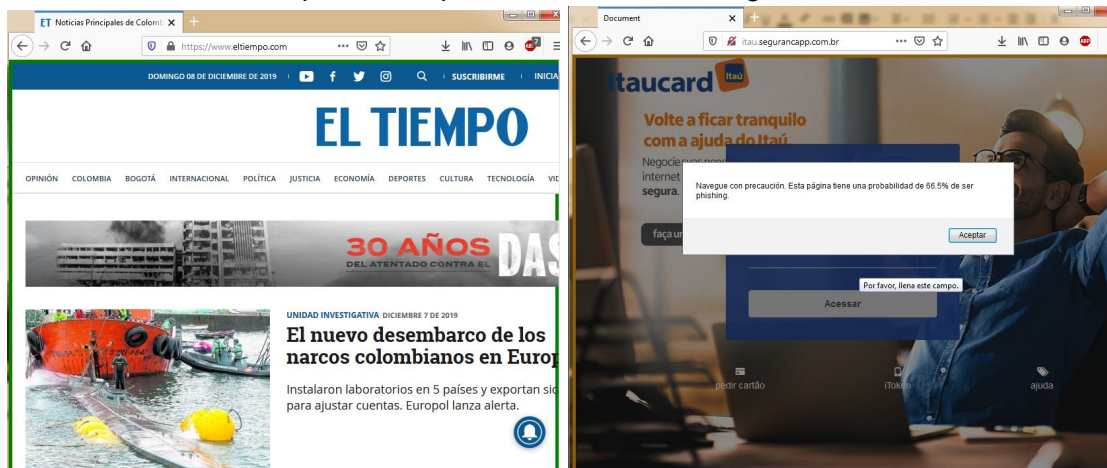 ET Noticias Principales de Colomb
https://www.eltiempo.com
DOMINGO 08 DE DICIEMBRE DE 2019
SUSCRIBIRME
INICIA
EL TIEMPO
OPINIÓN COLOMBIA BOGOTÁ INTERNACIONAL POLÍTICA JUSTICIA ECONOMÍA DEPORTES CULTURA TECNOLOGÍA VID
30 AÑOS
DEL ATENTADO CONTRA EL
DAS
UNIDAD INVESTIGATIVA DICIEMBRE 7 DE 2019
El nuevo desembarco de los
narcos colombianos en Europ
Instalaron laboratorios en 5 países y exportan sic
para ajustar cuentas. Europol lanza alerta.
Document
itau.segurancapp.com.br
Itaucard Itaú
Volte a ficar tranquilo
com a ajuda do Itaú.
Negocie
internet
segura.
faça um
Navegue con precaución. Esta página tiene una probabilidad de 66.5% de ser
phishing.
Aceptar
Por favor, llena este campo.
Acessar
pedir cartão
iToken
ajuda